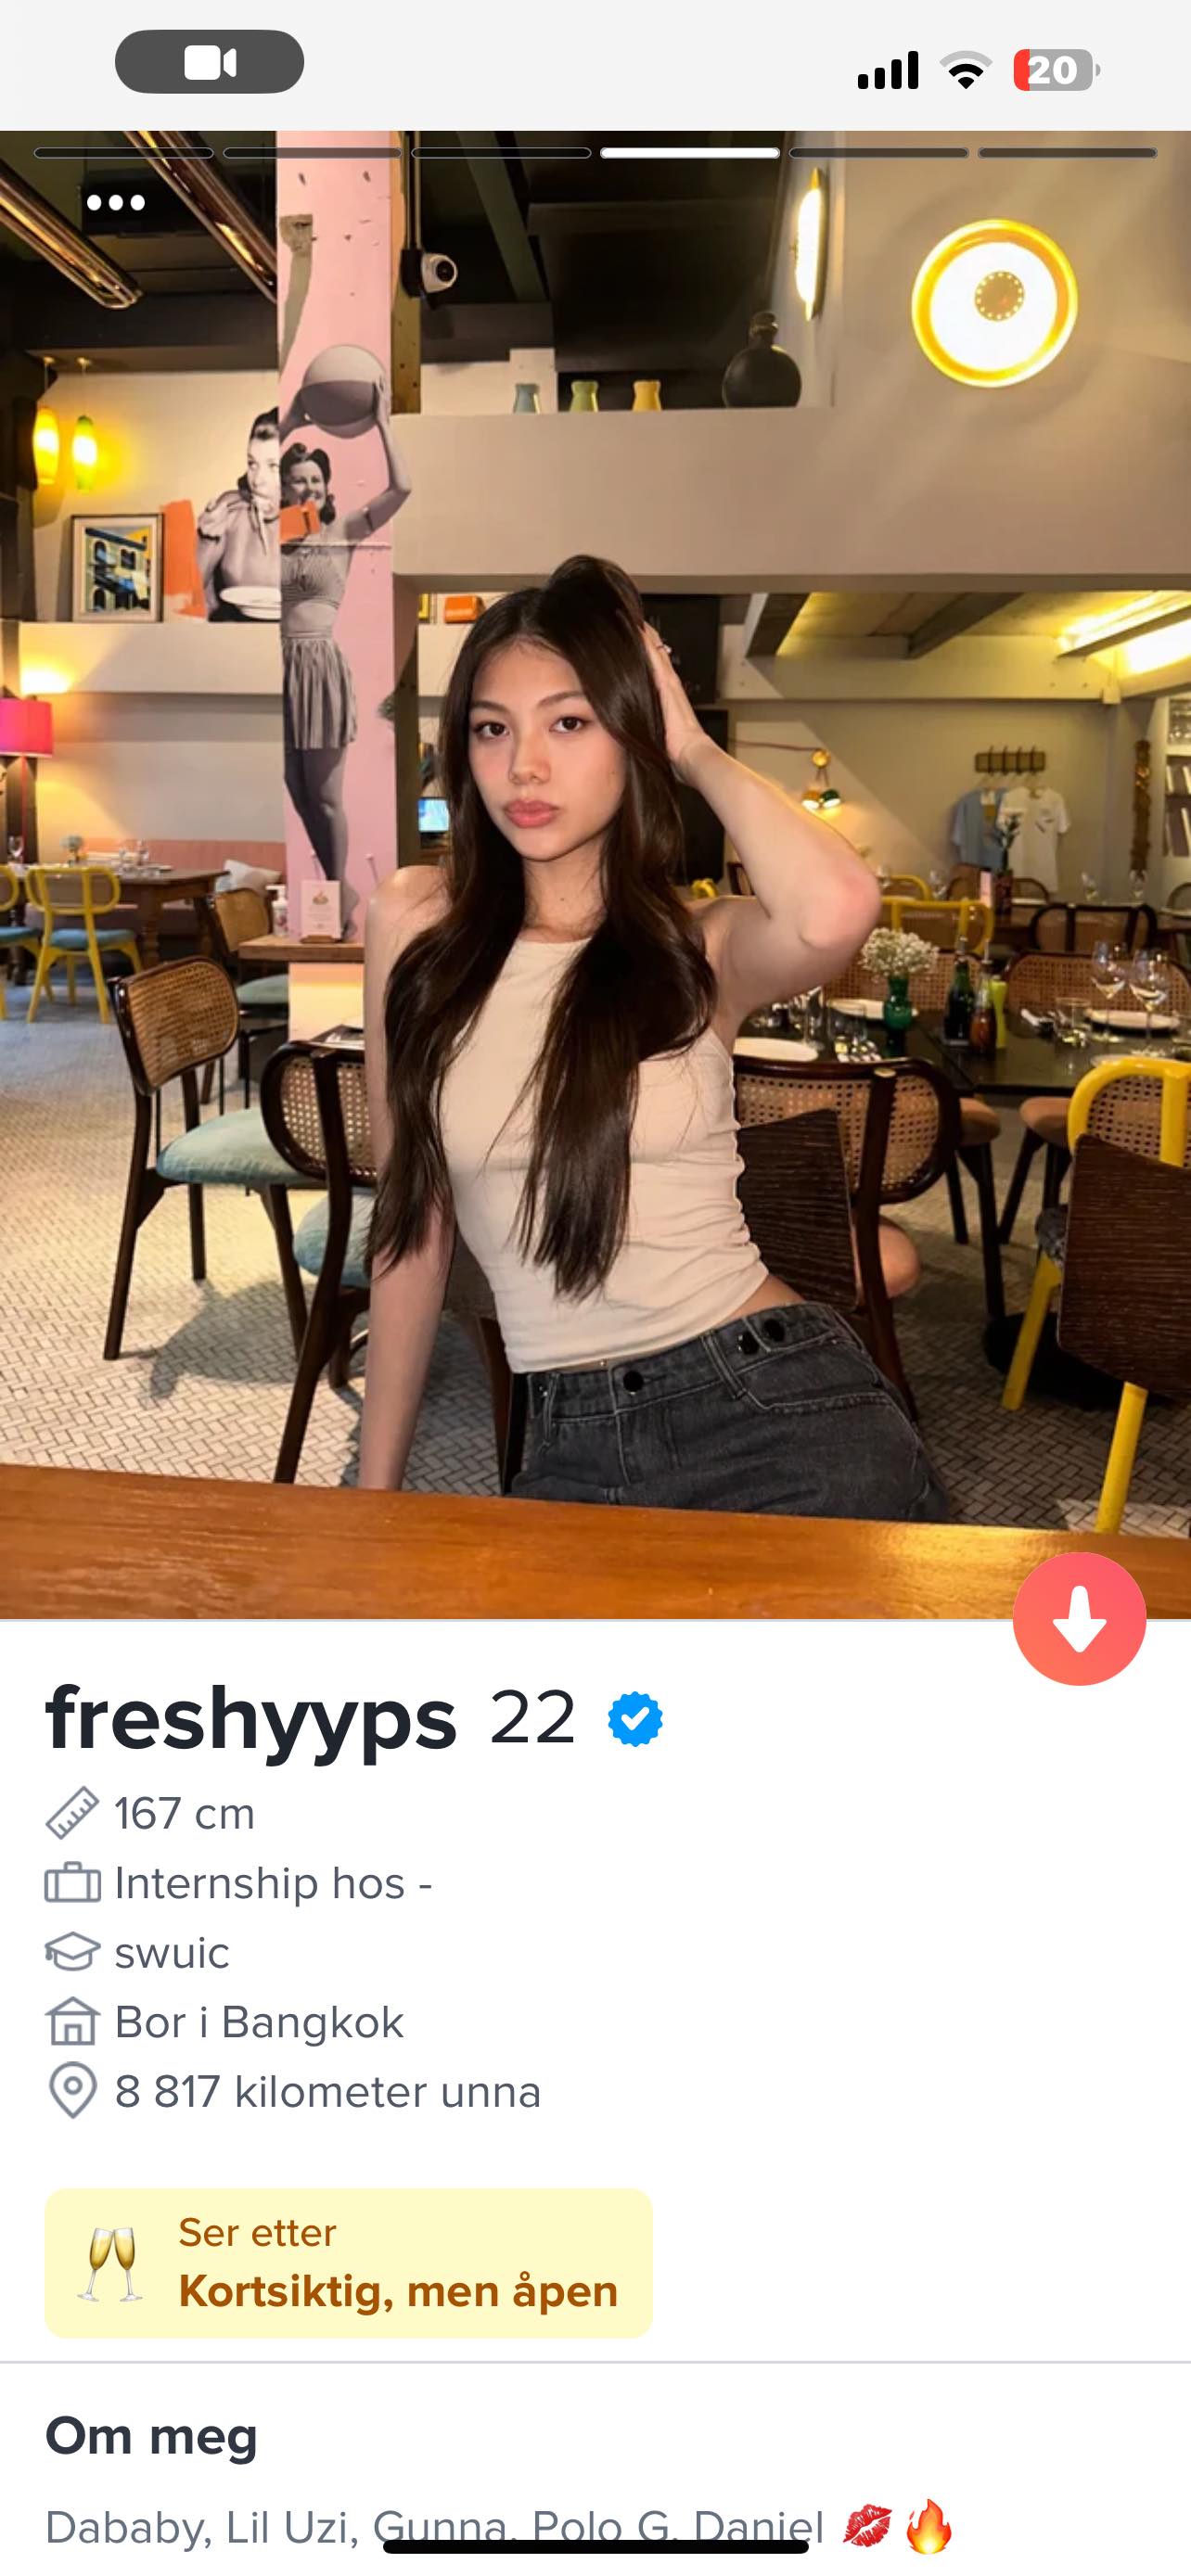 20
freshyyps 22
167 cm
Internship hos -
swuic
Bor i Bangkok
8 817 kilometer unna
Ser etter
Kortsiktig, men åpen
Om meg
Dababy, Lil Uzi, Gunna, Polo G, Daniel 💋🔥